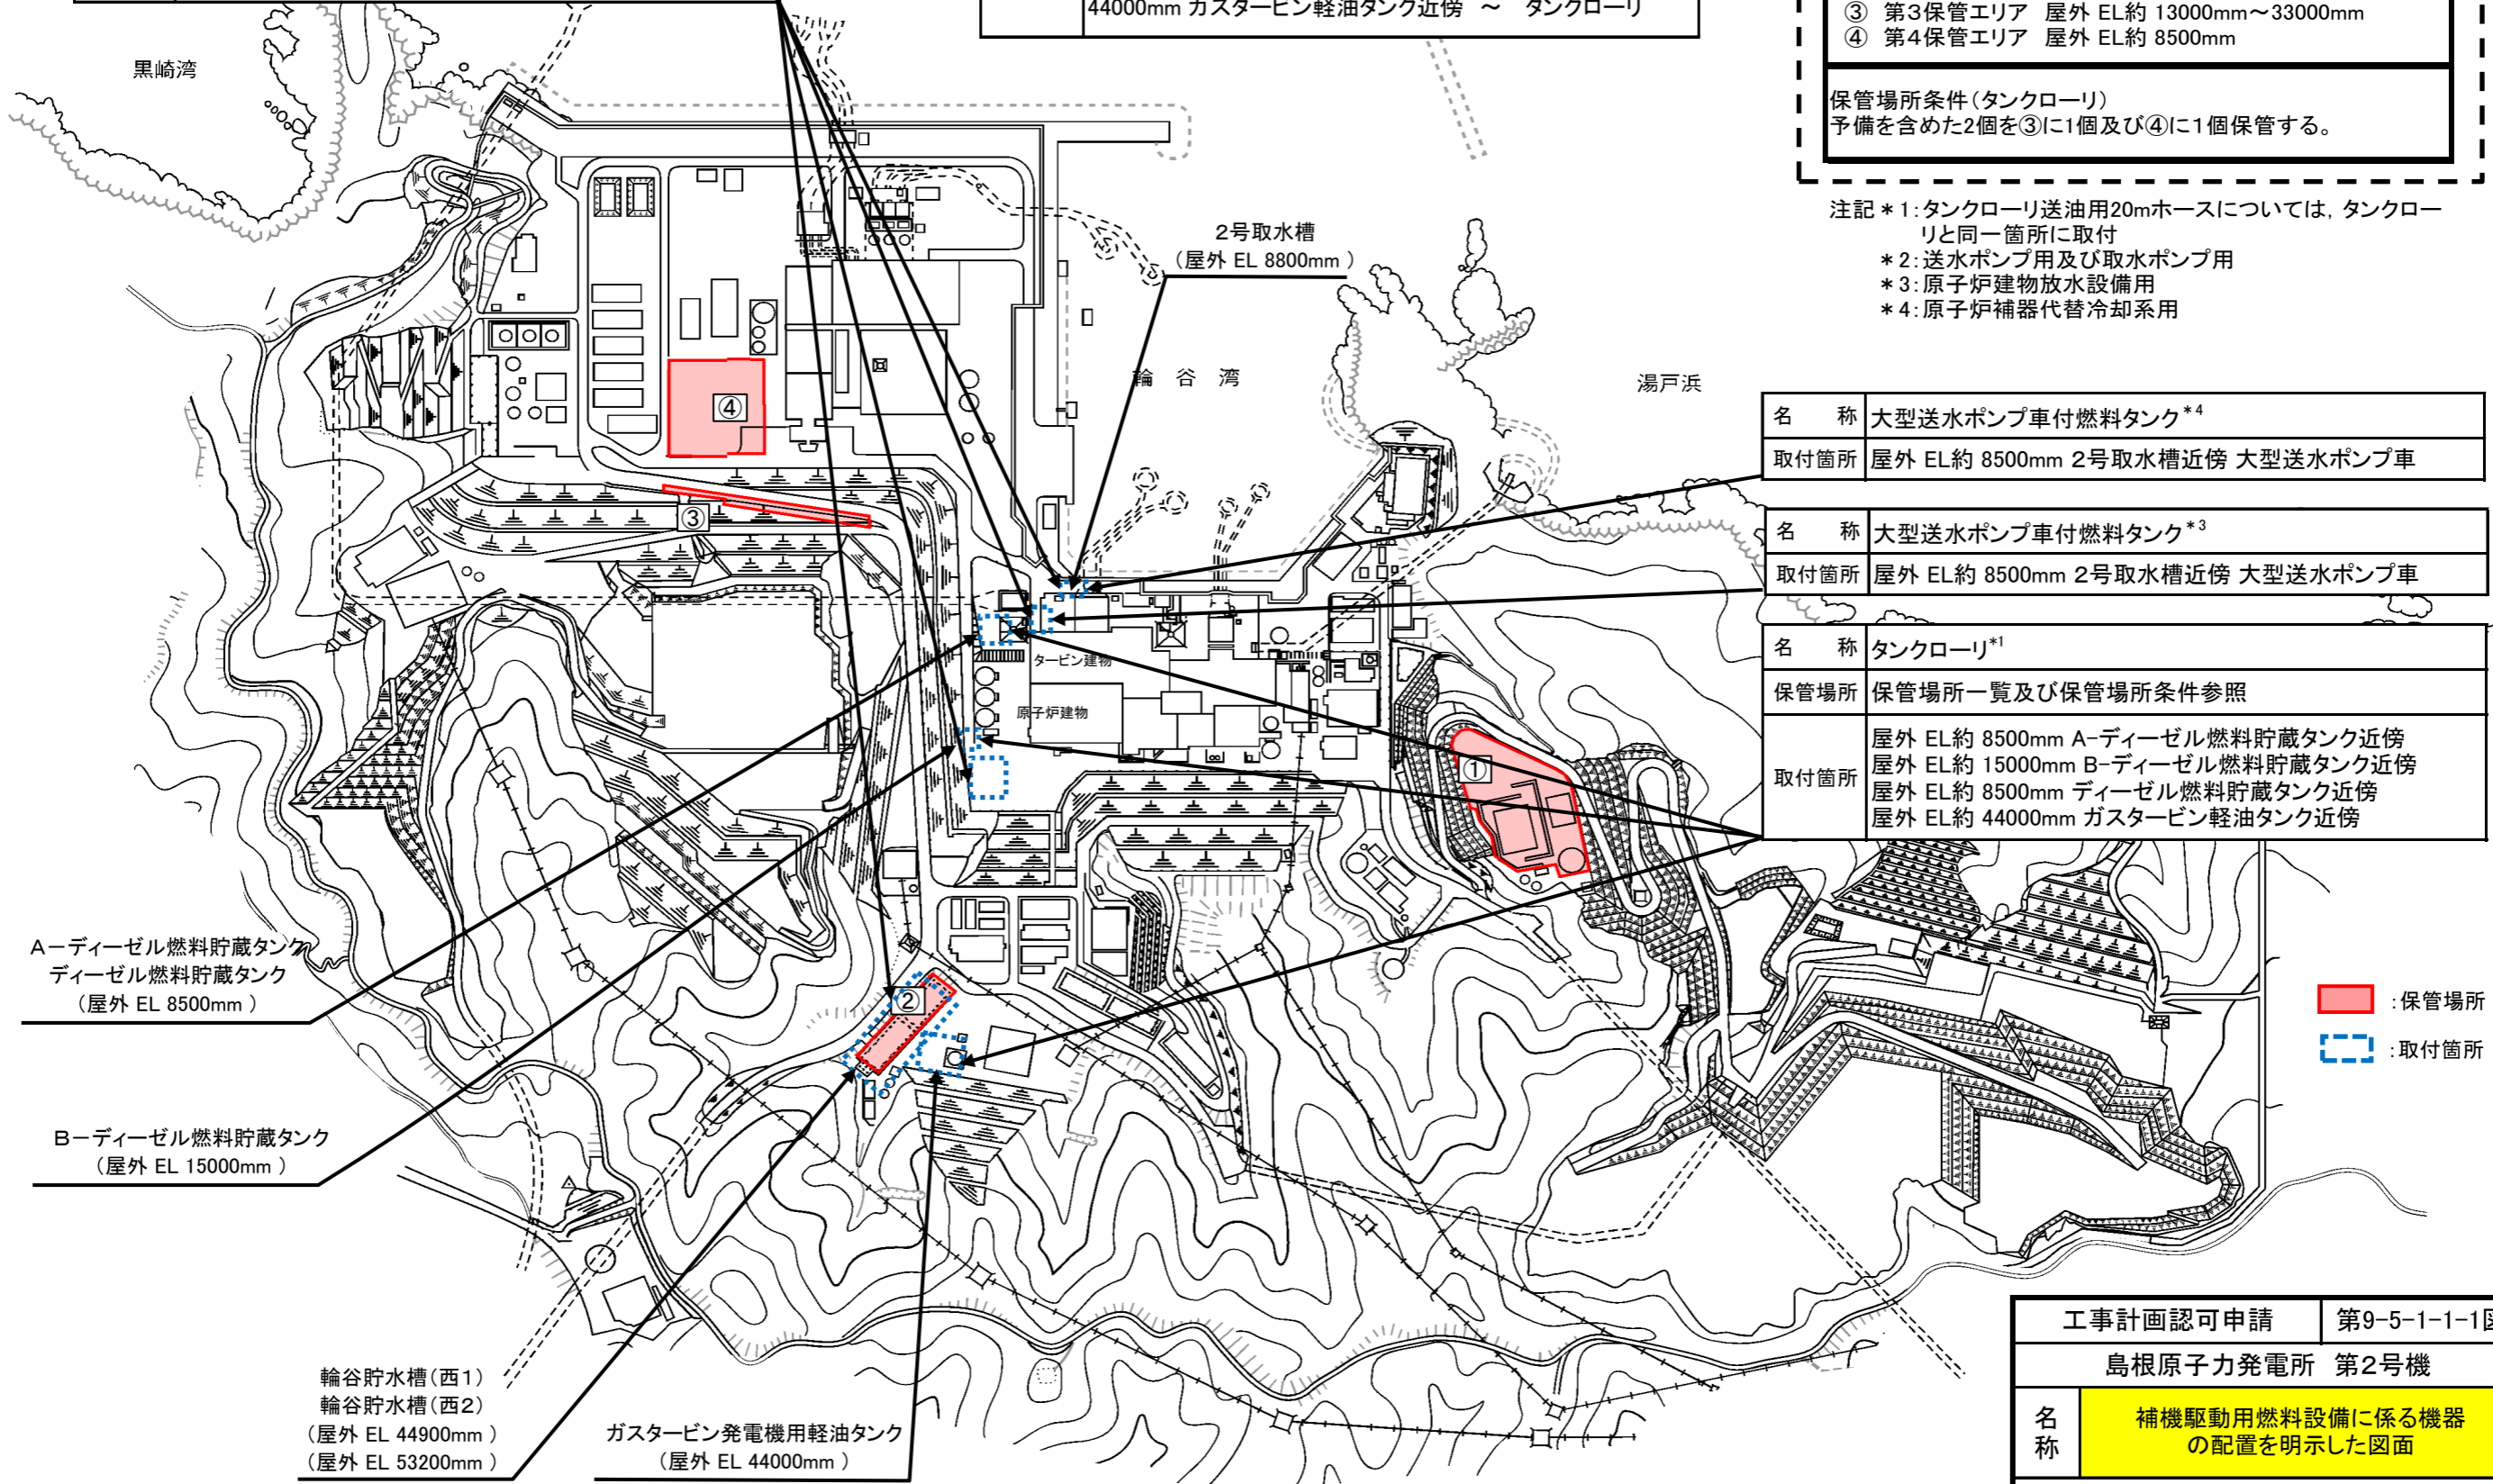 44000mm ガスタービン軽油タンク近傍 ～ タンクローリ
③ 第3保管エリア 屋外 EL約 13000mm～33000mm
④ 第4保管エリア 屋外 EL約 8500mm
保管場所条件(タンクローリ)
予備を含めた2個を③に1個及び④に1個保管する。
注記＊1:タンクローリ送油用20mホースについては,タンクロー
リと同一箇所に取付
＊2:送水ポンプ用及び取水ポンプ用
＊3:原子炉建物放水設備用
＊4:原子炉補器代替冷却系用
黒崎湾
2号取水槽
(屋外 EL 8800mm )
輪 谷 湾
湯戸浜
名 称 大型送水ポンプ車付燃料タンク*4
取付箇所 屋外 EL約 8500mm 2号取水槽近傍 大型送水ポンプ車
名 称 大型送水ポンプ車付燃料タンク*3
取付箇所 屋外 EL約 8500mm 2号取水槽近傍 大型送水ポンプ車
名 称 タンクローリ*1
保管場所 保管場所一覧及び保管場所条件参照
取付箇所 屋外 EL約 8500mm A-ディーゼル燃料貯蔵タンク近傍
屋外 EL約 15000mm B-ディーゼル燃料貯蔵タンク近傍
屋外 EL約 8500mm ディーゼル燃料貯蔵タンク近傍
屋外 EL約 44000mm ガスタービン軽油タンク近傍
④
③
タービン建物
原子炉建物
①
②
A－ディーゼル燃料貯蔵タンク
ディーゼル燃料貯蔵タンク
(屋外 EL 8500mm )
B－ディーゼル燃料貯蔵タンク
(屋外 EL 15000mm )
輪谷貯水槽(西1)
輪谷貯水槽(西2)
(屋外 EL 44900mm )
(屋外 EL 53200mm )
ガスタービン発電機用軽油タンク
(屋外 EL 44000mm )
:保管場所
:取付箇所
工事計画認可申請 第9-5-1-1-1図
島根原子力発電所 第2号機
名称 補機駆動用燃料設備に係る機器
の配置を明示した図面